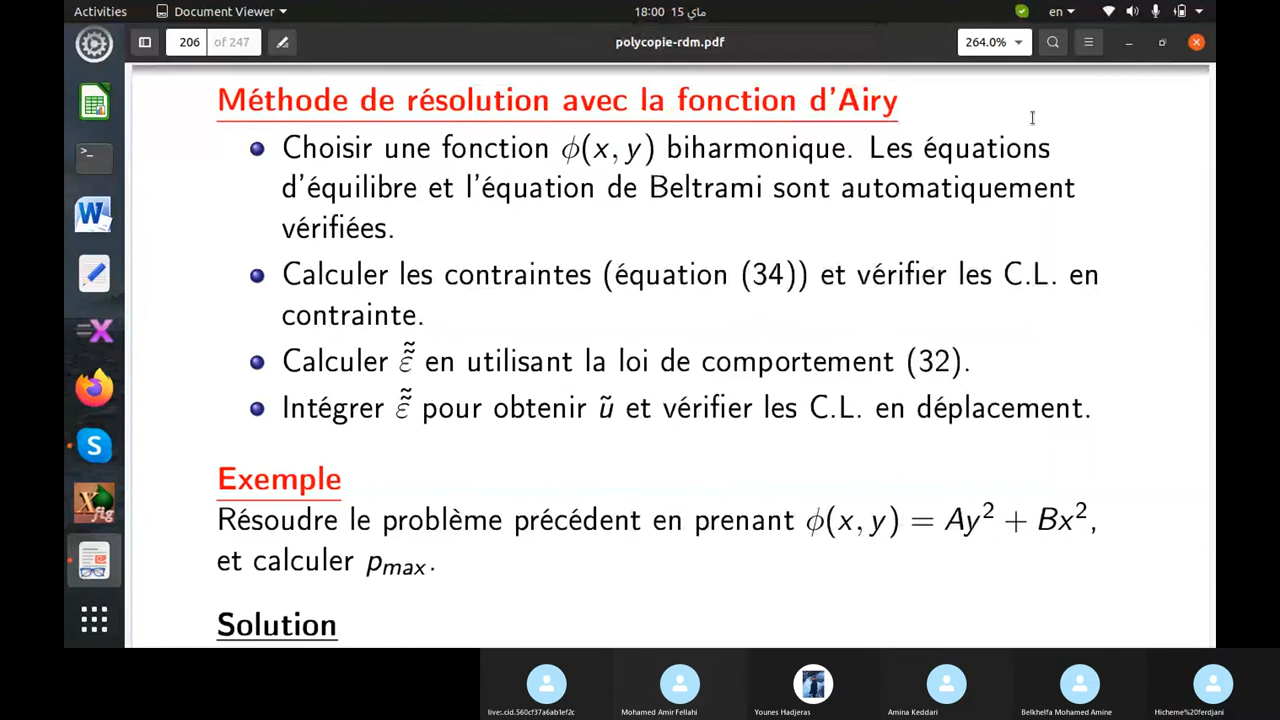 Activities Document Viewer 18:00 15 ماي en
206 of 247 polycopie-rdm.pdf 264.0%
Méthode de résolution avec la fonction d'Airy
Choisir une fonction ϕ(x, y) biharmonique. Les équations
d'équilibre et l'équation de Beltrami sont automatiquement
vérifiées.
Calculer les contraintes (équation (34)) et vérifier les C.L. en
contrainte.
Calculer ε̃̃ en utilisant la loi de comportement (32).
Intégrer ε̃̃ pour obtenir ũ et vérifier les C.L. en déplacement.
Exemple
Résoudre le problème précédent en prenant ϕ(x, y) = Ay² + Bx²,
et calculer pmax.
Solution
live:.cid.560cf37a6ab1ef2c Mohamed Amir Fellahi Younes Hadjeras Amina Keddari Belkhelfa Mohamed Amine Hicheme%20ferdjani